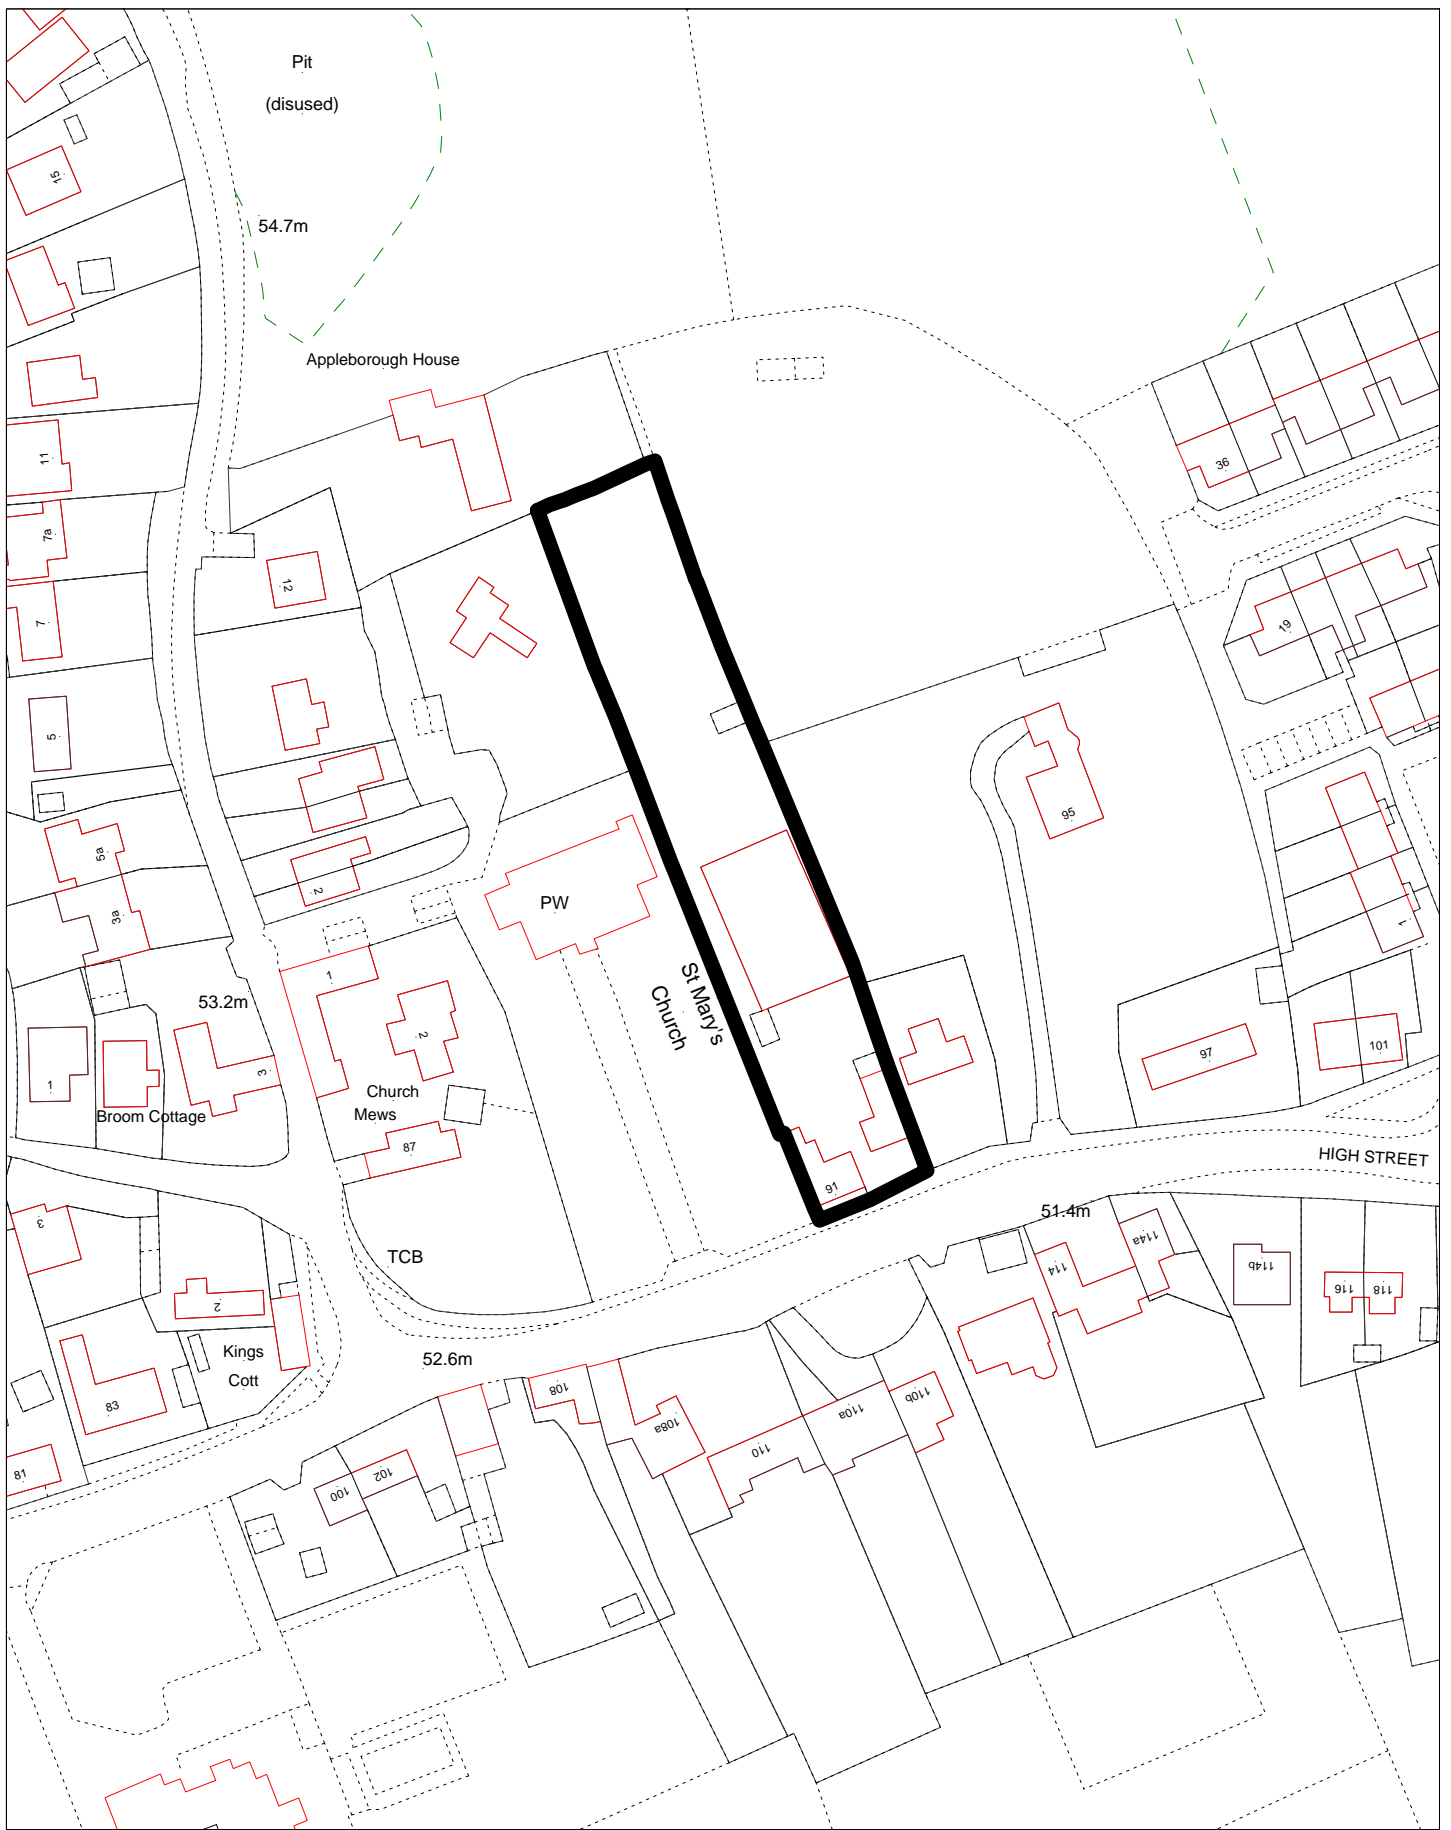 Pit
(disused)
15
54.7m
Appleborough House
11
36
7a
12
7
19
5
95
5a
2
3a
PW
St Mary's
Church
1
53.2m
2
97
101
1
1
3
Church
Mews
Broom Cottage
87
HIGH STREET
91
51.4m
3
114a
TCB
114
114b
116
118
2
Kings
Cott
52.6m
108
110b
83
108a
110a
110
81
102
100